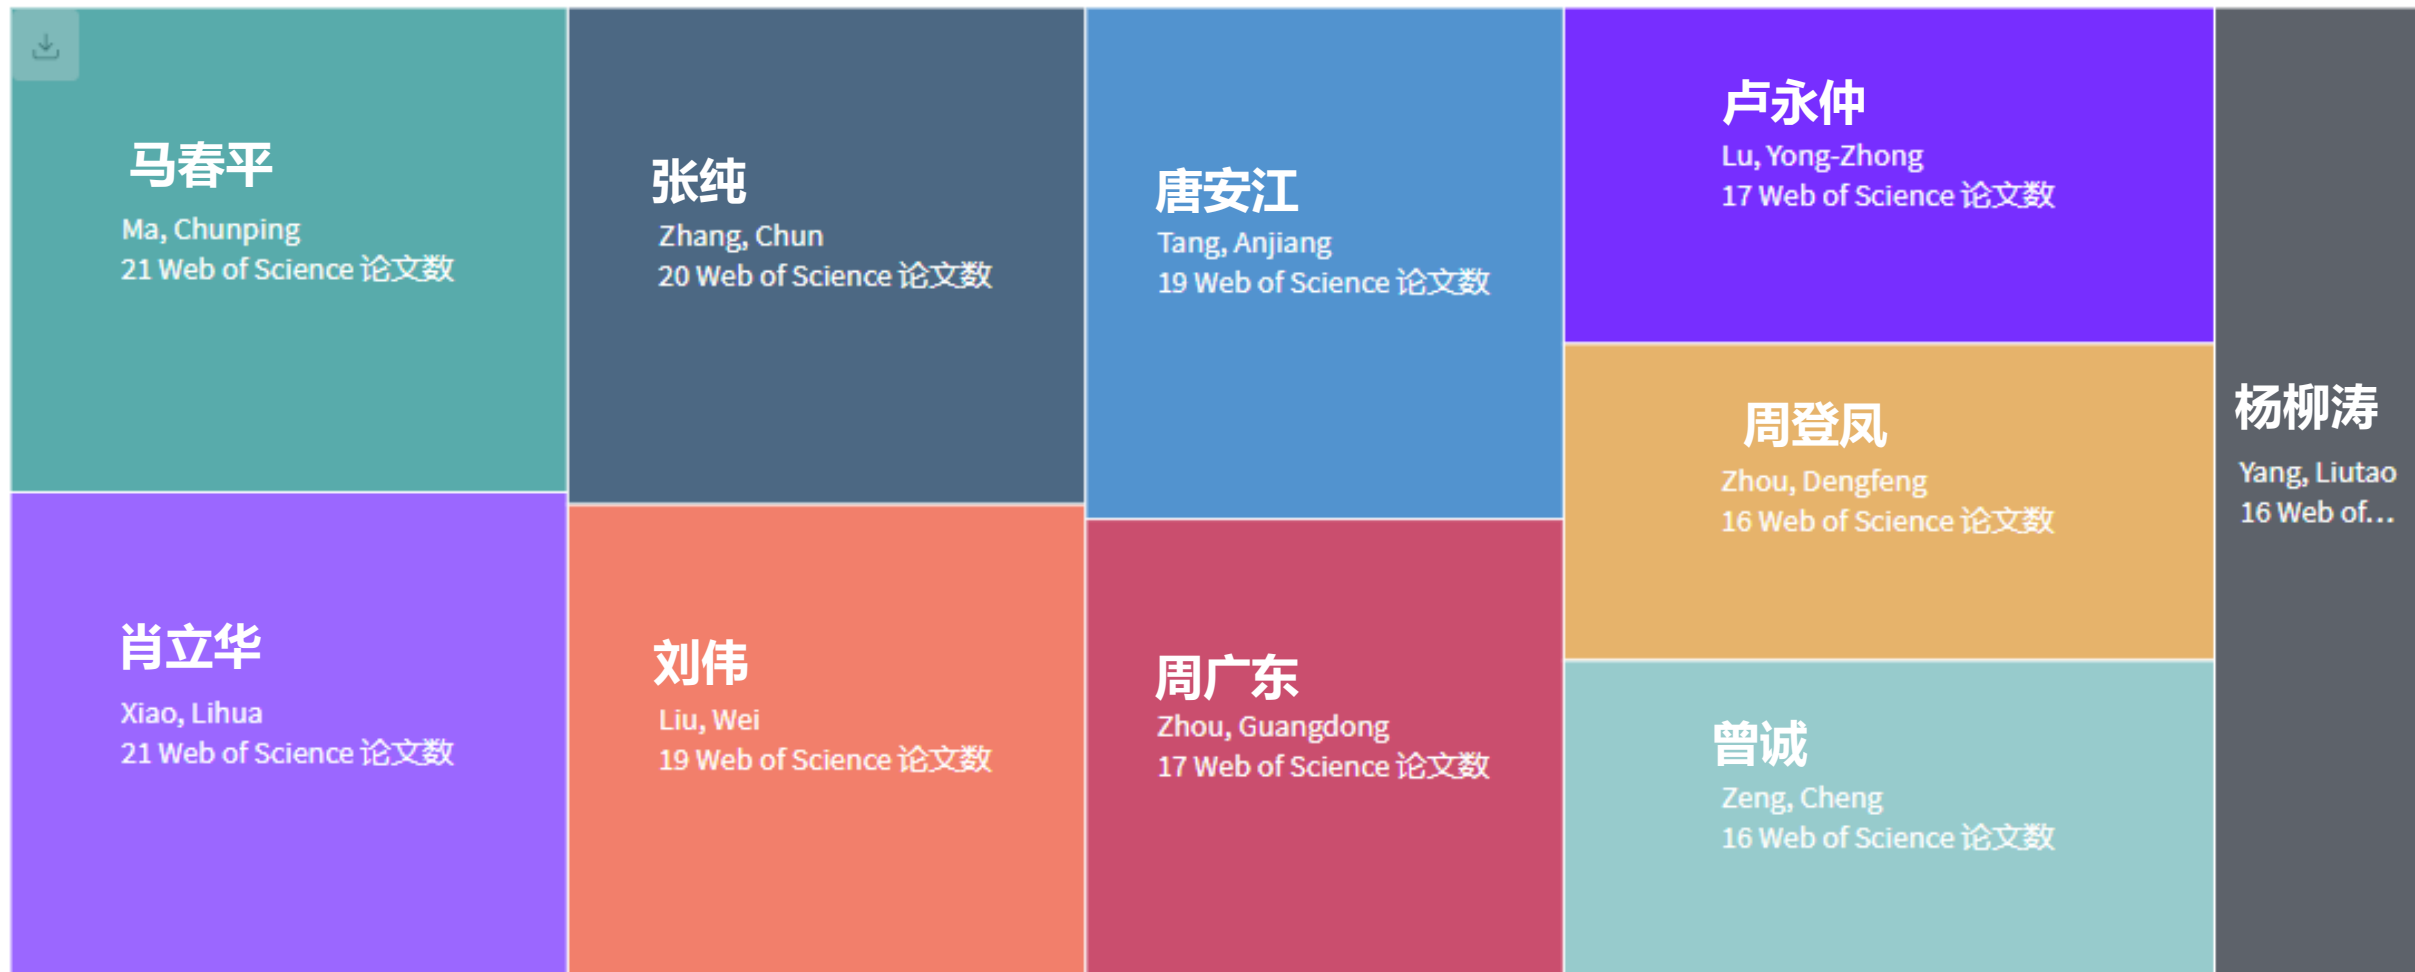 马春平
Ma, Chunping
21 Web of Science 论文数
肖立华
Xiao, Lihua
21 Web of Science 论文数
张纯
Zhang, Chun
20 Web of Science 论文数
刘伟
Liu, Wei
19 Web of Science 论文数
唐安江
Tang, Anjiang
19 Web of Science 论文数
周广东
Zhou, Guangdong
17 Web of Science 论文数
卢永仲
Lu, Yong-Zhong
17 Web of Science 论文数
周登凤
Zhou, Dengfeng
16 Web of Science 论文数
曾诚
Zeng, Cheng
16 Web of Science 论文数
杨柳涛
Yang, Liutao
16 Web of...